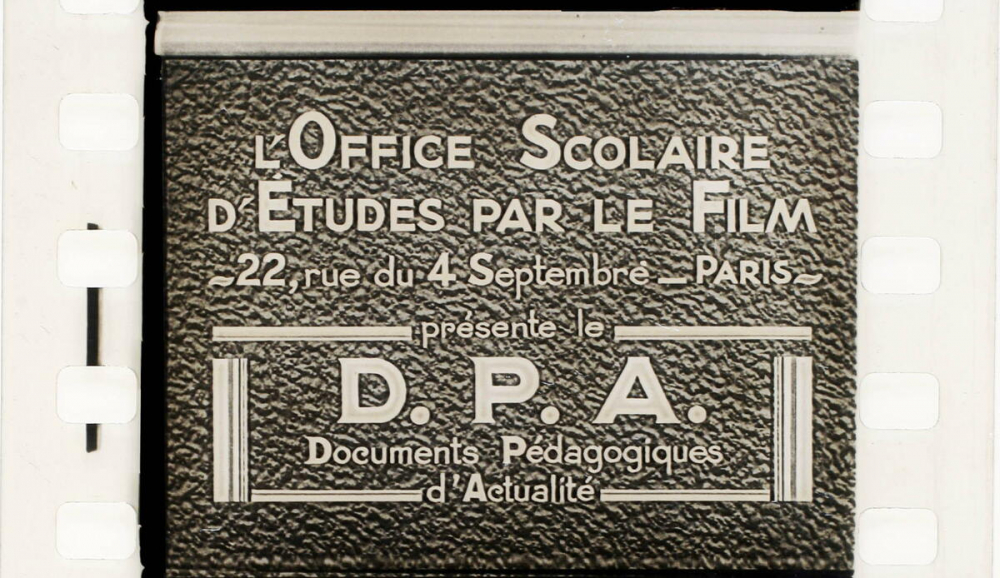 L'Office Scolaire
d'Études par le Film
~22, rue du 4 Septembre _ PARIS~
présente le
D. P. A.
Documents Pédagogiques
d'Actualité